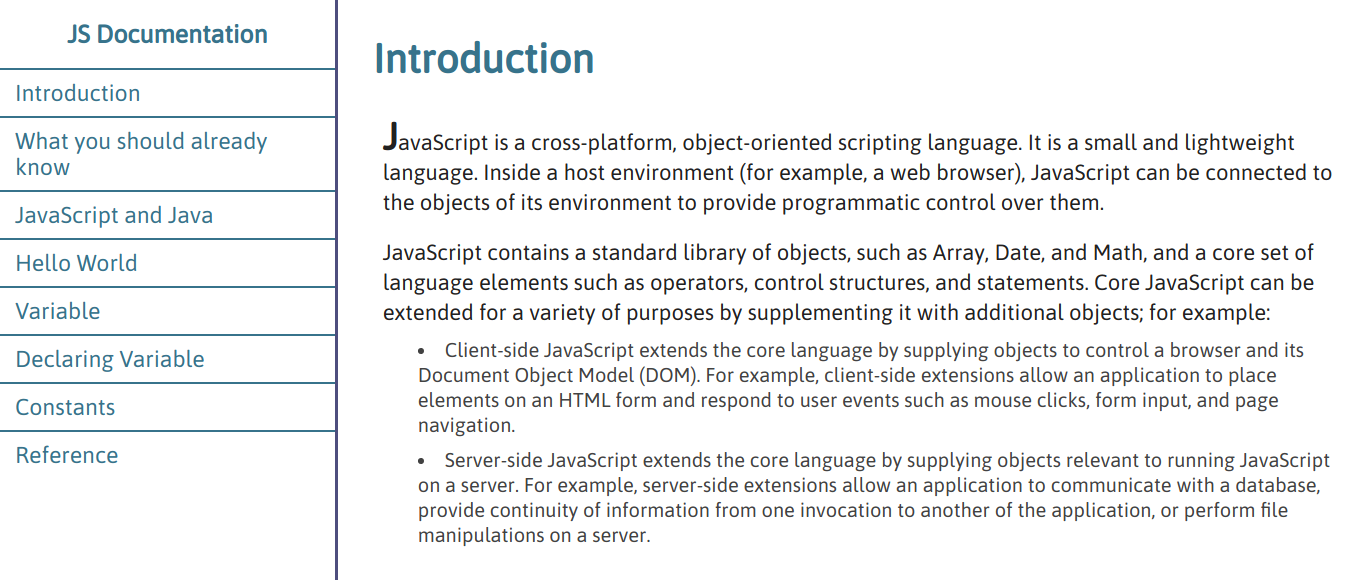 JS Documentation
Introduction
What you should already
know
JavaScript and Java
Hello World
Variable
Declaring Variable
Constants
Reference
Introduction
JavaScript is a cross-platform, object-oriented scripting language. It is a small and lightweight
language. Inside a host environment (for example, a web browser), JavaScript can be connected to
the objects of its environment to provide programmatic control over them.
JavaScript contains a standard library of objects, such as Array, Date, and Math, and a core set of
language elements such as operators, control structures, and statements. Core JavaScript can be
extended for a variety of purposes by supplementing it with additional objects; for example:
• Client-side JavaScript extends the core language by supplying objects to control a browser and its
Document Object Model (DOM). For example, client-side extensions allow an application to place
elements on an HTML form and respond to user events such as mouse clicks, form input, and page
navigation.
• Server-side JavaScript extends the core language by supplying objects relevant to running JavaScript
on a server. For example, server-side extensions allow an application to communicate with a database,
provide continuity of information from one invocation to another of the application, or perform file
manipulations on a server.